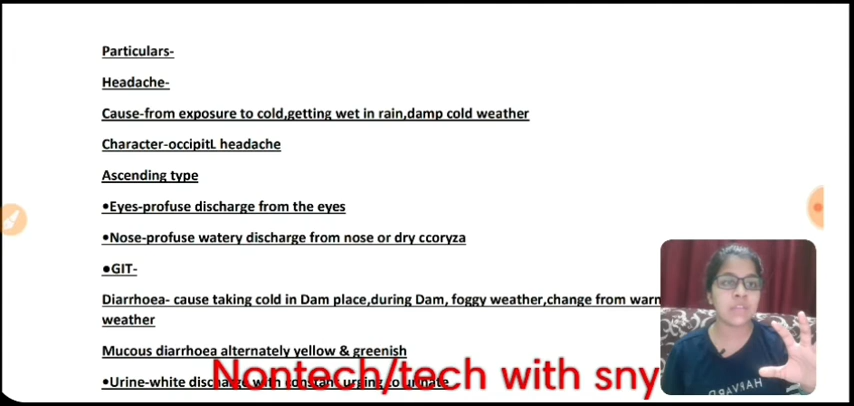 Particulars-
Headache-
Cause-from exposure to cold,getting wet in rain,damp cold weather
Character-occipitL headache
Ascending type
•Eyes-profuse discharge from the eyes
•Nose-profuse watery discharge from nose or dry ccoryza
•GIT-
Diarrhoea- cause taking cold in Dam place,during Dam, foggy weather,change from warm
weather
Mucous diarrhoea alternately yellow & greenish
•Urine-white discharge with constant urging to urinate
Nontech/tech with sny
HARVARD